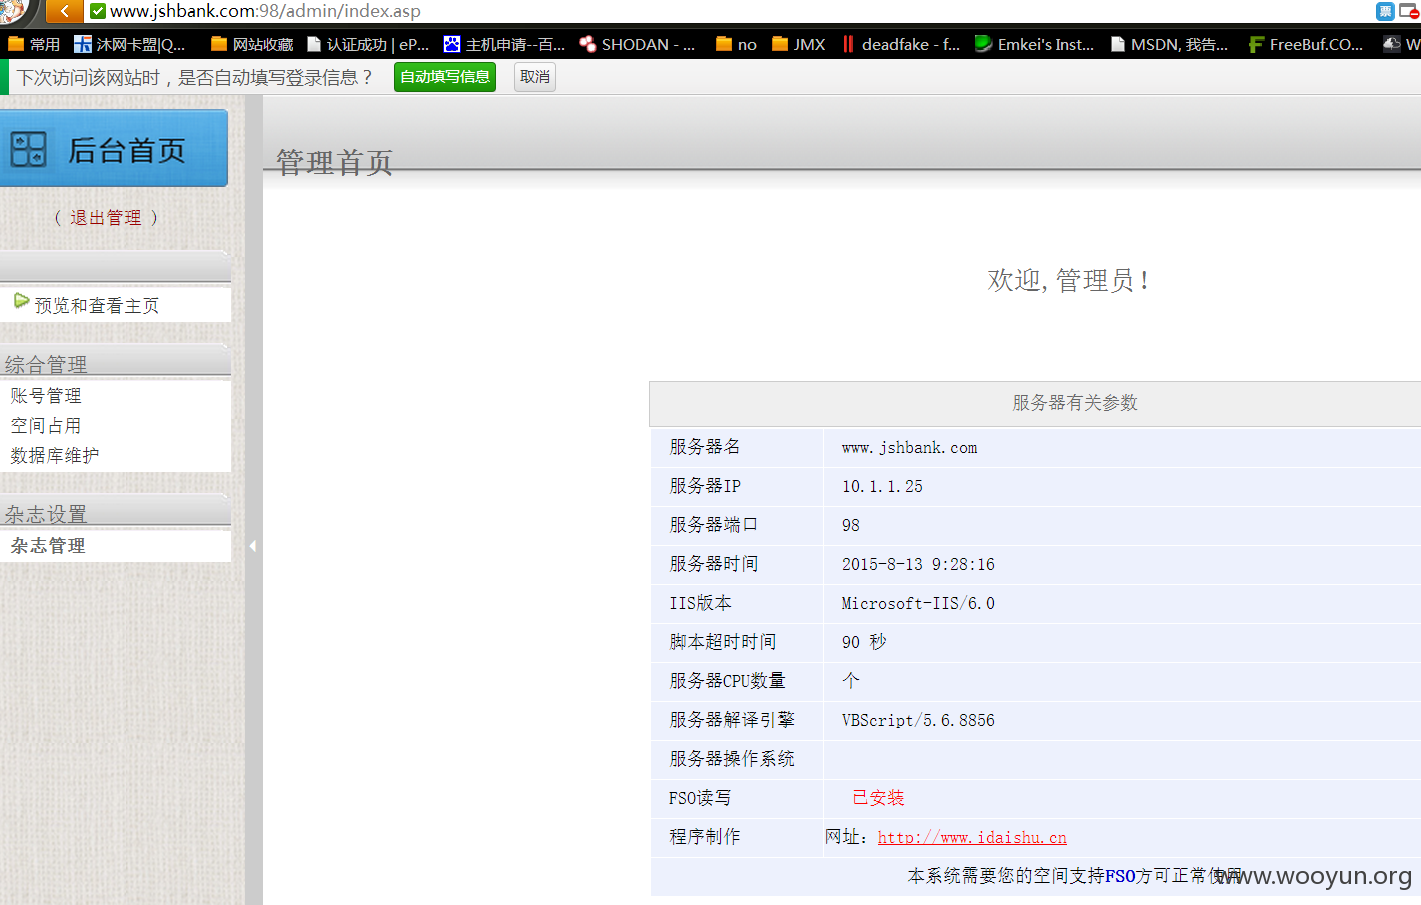 www.jshbank.com:98/admin/index.asp
票
常用 沐网卡盟|Q... 网站收藏 认证成功 | eP... 主机申请--百... SHODAN - ... no JMX deadfake - f... Emkei's Inst... MSDN, 我告... FreeBuf.CO... W
下次访问该网站时，是否自动填写登录信息？ 自动填写信息 取消
后台首页
管理首页
（ 退出管理 ）
欢迎,管理员！
预览和查看主页
综合管理
账号管理
空间占用
数据库维护
杂志设置
杂志管理
服务器有关参数
服务器名 www.jshbank.com
服务器IP 10.1.1.25
服务器端口 98
服务器时间 2015-8-13 9:28:16
IIS版本 Microsoft-IIS/6.0
脚本超时时间 90 秒
服务器CPU数量 个
服务器解译引擎 VBScript/5.6.8856
服务器操作系统
FSO读写 已安装
程序制作 网址：http://www.idaishu.cn
本系统需要您的空间支持FSO方可正常使用
www.wooyun.org